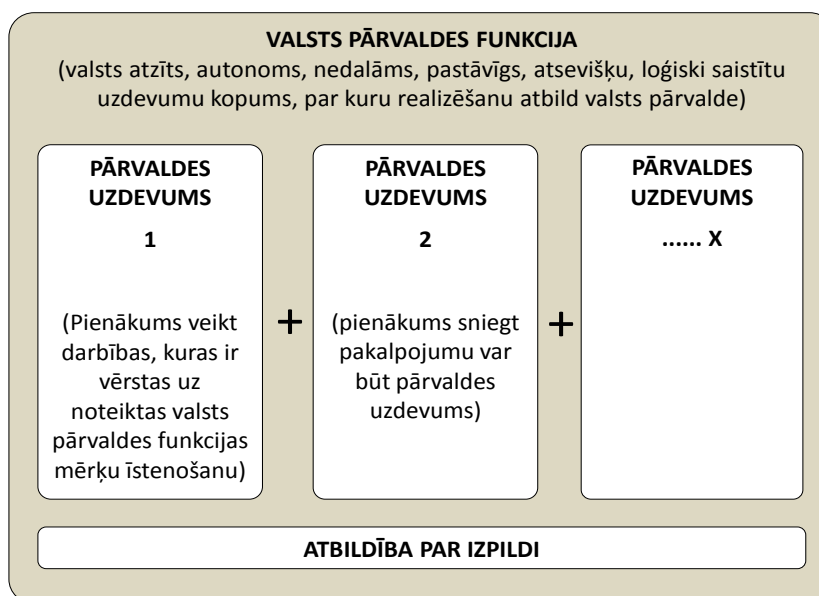 VALSTS PĀRVALDES FUNKCIJA
(valsts atzīts, autonoms, nedalāms, pastāvīgs, atsevišķu, loģiski saistītu
uzdevumu kopums, par kuru realizēšanu atbild valsts pārvalde)
PĀRVALDES
UZDEVUMS
1
(Pienākums veikt
darbības, kuras ir
vērstas uz
noteiktas valsts
pārvaldes funkcijas
mērķu īstenošanu)
+
PĀRVALDES
UZDEVUMS
2
(pienākums sniegt
pakalpojumu var
būt pārvaldes
uzdevums)
+
PĀRVALDES
UZDEVUMS
...... X
ATBILDĪBA PAR IZPILDI